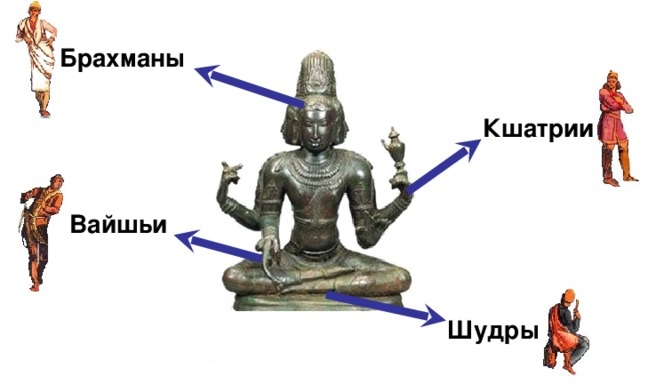 Брахманы
Кшатрии
Вайшьи
Шудры